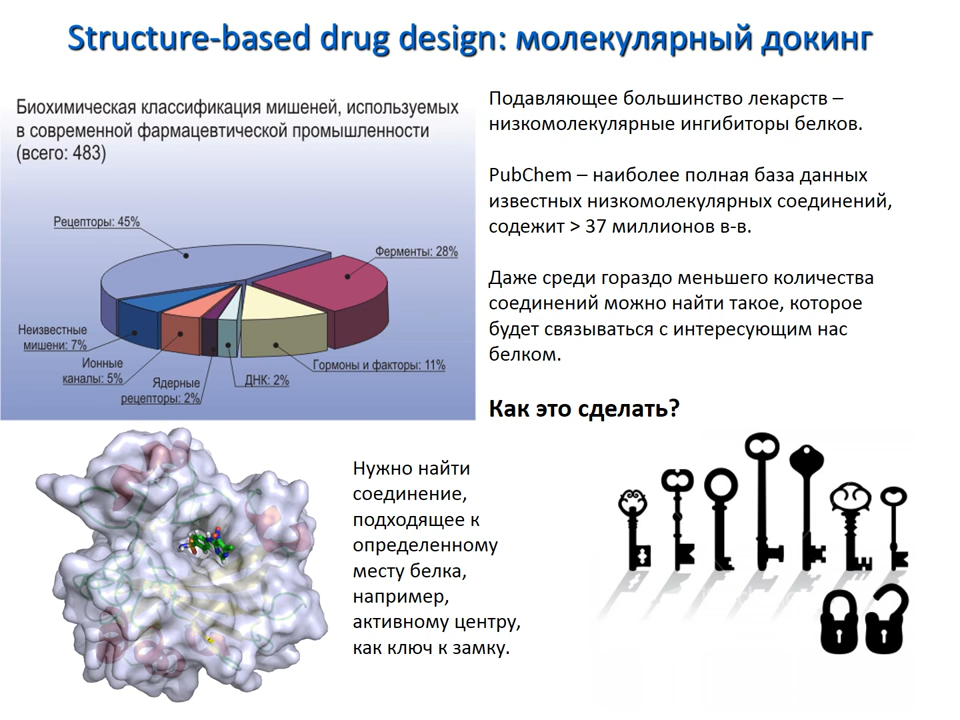 Structure-based drug design: молекулярный докинг
Биохимическая классификация мишеней, используемых
в современной фармацевтической промышленности
(всего: 483)
Рецепторы: 45%
Ферменты: 28%
Неизвестные
мишени: 7%
Ионные
каналы: 5%
Ядерные
рецепторы: 2%
ДНК: 2%
Гормоны и факторы: 11%
Подавляющее большинство лекарств –
низкомолекулярные ингибиторы белков.
PubChem – наиболее полная база данных
известных низкомолекулярных соединений,
содежит > 37 миллионов в-в.
Даже среди гораздо меньшего количества
соединений можно найти такое, которое
будет связываться с интересующим нас
белком.
Как это сделать?
Нужно найти
соединение,
подходящее к
определенному
месту белка,
например,
активному центру,
как ключ к замку.